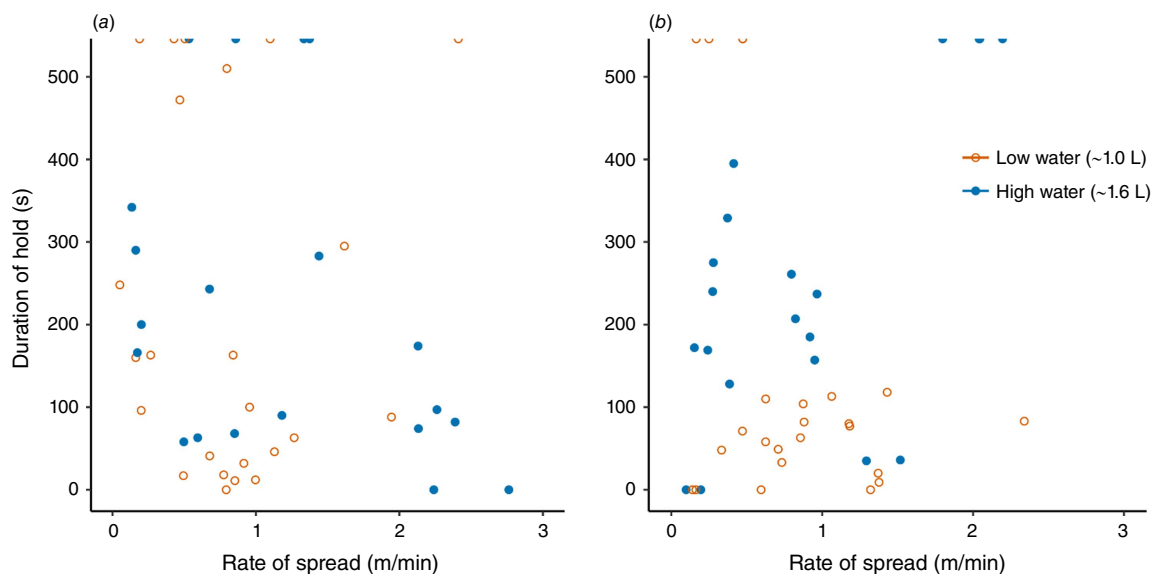 (a)
(b)
500
400
300
200
100
0
Duration of hold (s)
0
1
2
3
Rate of spread (m/min)
500
400
300
200
100
0
0
1
2
3
Rate of spread (m/min)
Low water (~1.0 L)
High water (~1.6 L)